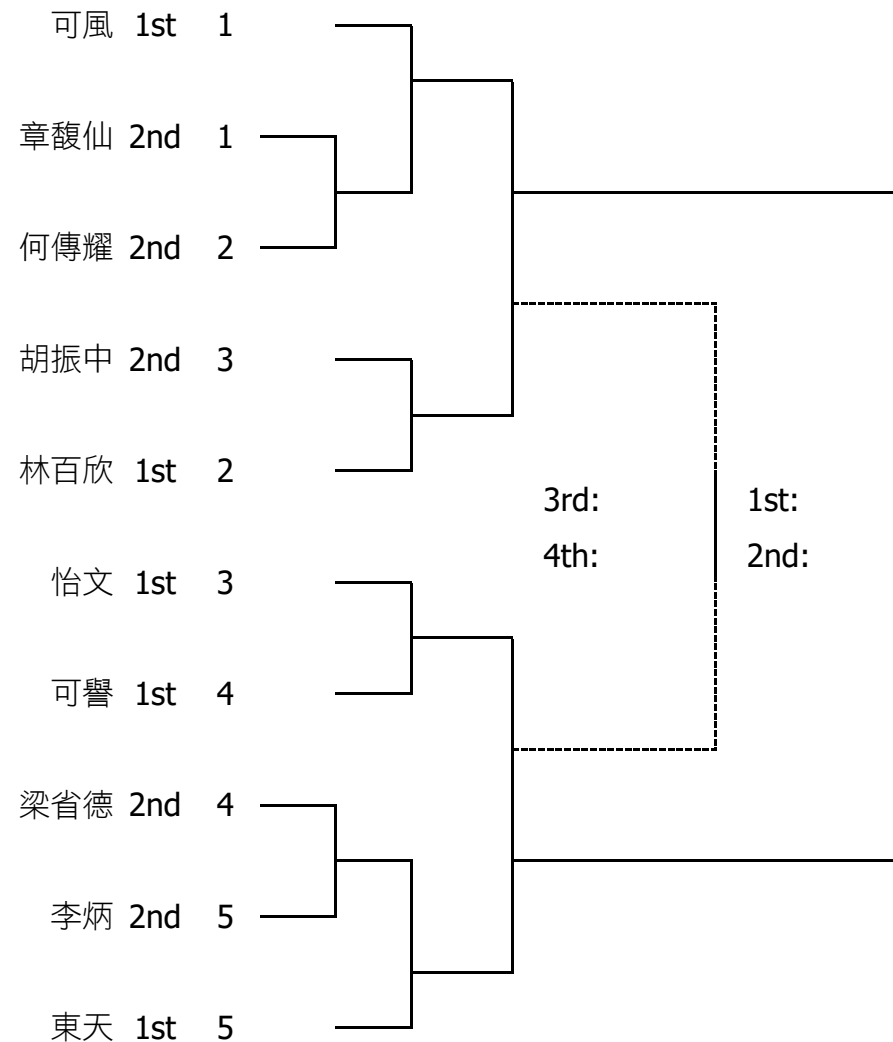 可風 1st 1
章馥仙 2nd 1
何傳耀 2nd 2
胡振中 2nd 3
林百欣 1st 2
3rd: 1st:
4th: 2nd:
怡文 1st 3
可譽 1st 4
梁省德 2nd 4
李炳 2nd 5
東天 1st 5